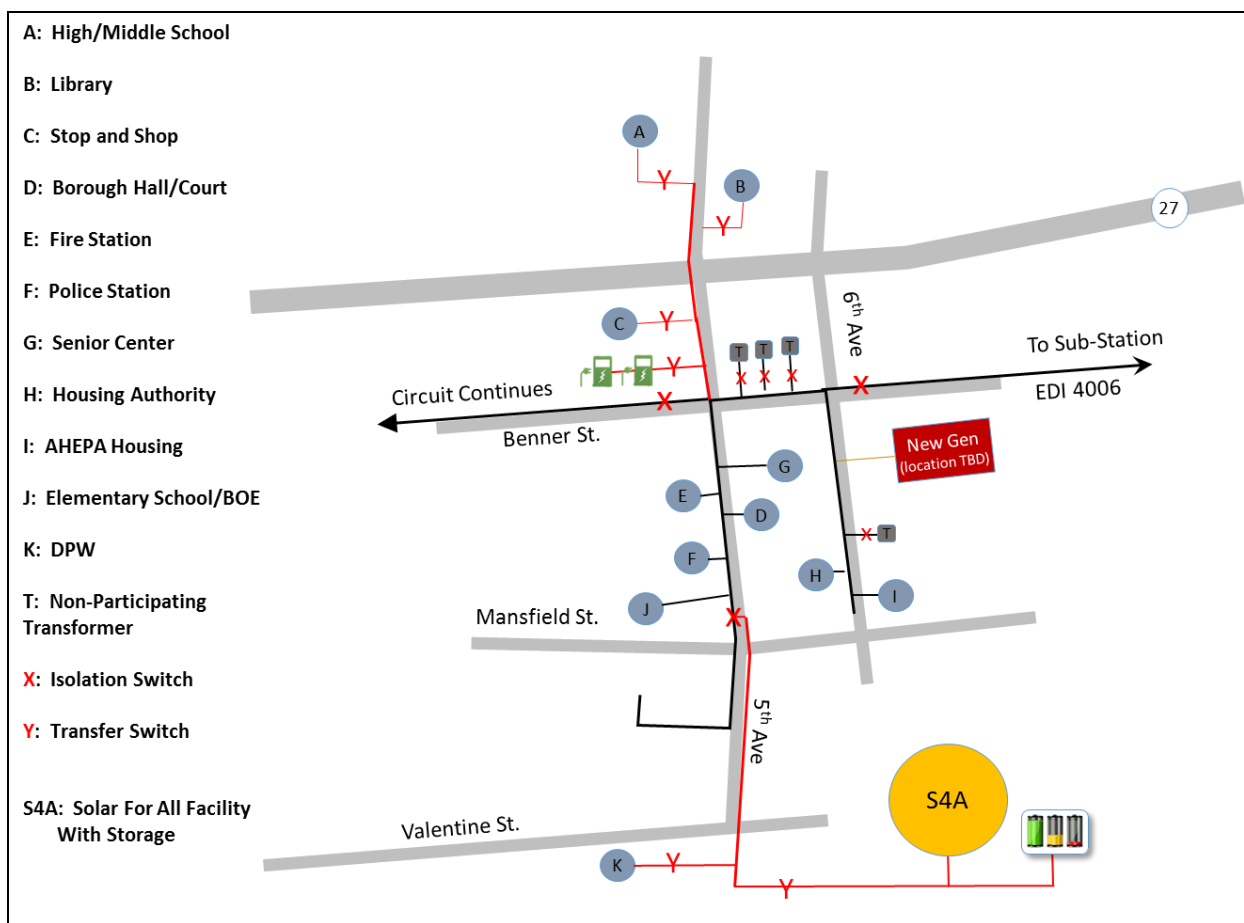 A: High/Middle School
B: Library
C: Stop and Shop
D: Borough Hall/Court
E: Fire Station
F: Police Station
G: Senior Center
H: Housing Authority
I: AHEPA Housing
J: Elementary School/BOE
K: DPW
T: Non-Participating
Transformer
X: Isolation Switch
Y: Transfer Switch
S4A: Solar For All Facility
With Storage
A
Y
B
Y
27
C
Y
6th Ave
T
T
T
X
X
X
Y
To Sub-Station
X
EDI 4006
Circuit Continues
X
Benner St.
New Gen
(location TBD)
G
E
D
X
T
F
H
I
J
X
Mansfield St.
5th Ave
S4A
Valentine St.
K
Y
Y